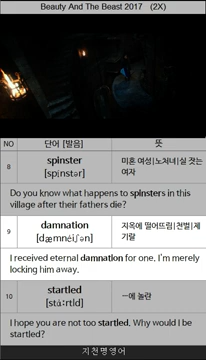 Beauty And The Beast 2017 (2X)
NO 단어 [발음] 뜻
8 spinster [spínstər] 미혼 여성|노처녀|실 잣는 여자
Do you know what happens to spinsters in this
village after their fathers die?
9 damnation [dæmnéiʃən] 지옥에 떨어뜨림|천벌|제기랄
I received eternal damnation for one. I'm merely
locking him away.
10 startled [stá:rtld] ~에 놀란
I hope you are not too startled. Why would I be
startled?
지천명영어